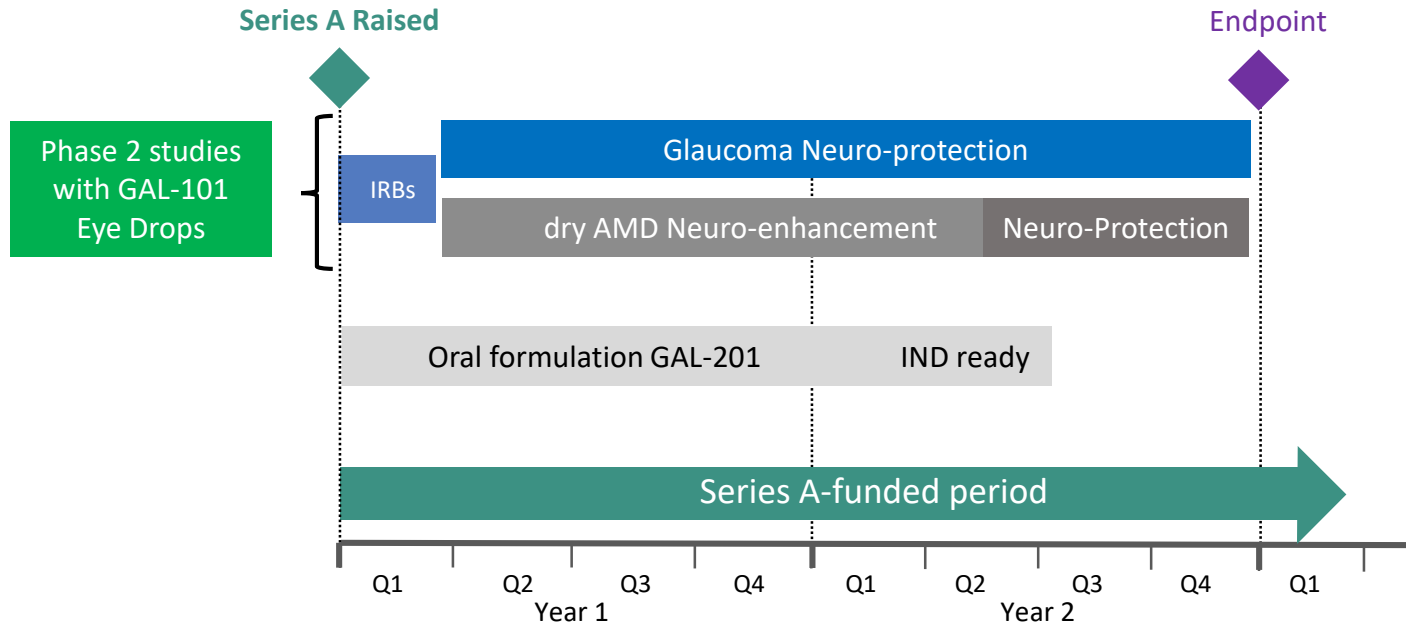 Series A Raised
Endpoint
Phase 2 studies
with GAL-101
Eye Drops
IRBs
Glaucoma Neuro-protection
dry AMD Neuro-enhancement
Neuro-Protection
Oral formulation GAL-201
IND ready
Series A-funded period
Q1 Q2 Q3 Q4 Q1 Q2 Q3 Q4 Q1
Year 1 Year 2